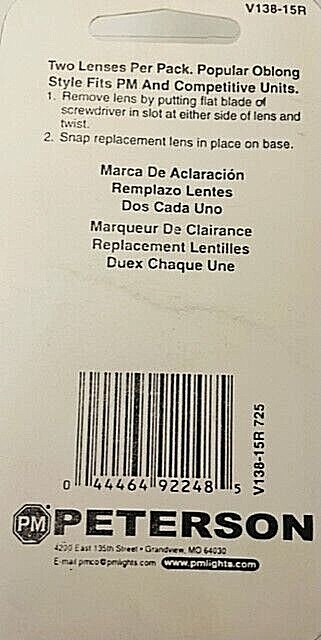 V138-15R
Two Lenses Per Pack. Popular Oblong
Style Fits PM And Competitive Units.
1. Remove lens by putting flat blade of
screwdriver in slot at either side of lens and
twist.
2. Snap replacement lens in place on base.
Marca De Aclaración
Remplazo Lentes
Dos Cada Uno
Marqueur De Clairance
Replacement Lentilles
Duex Chaque Une
0 44464 92248 5
V138-15R 725
PM PETERSON
4200 East 135th Street • Grandview, MO 64030
E-mail pmco@pmlights.com www.pmlights.com